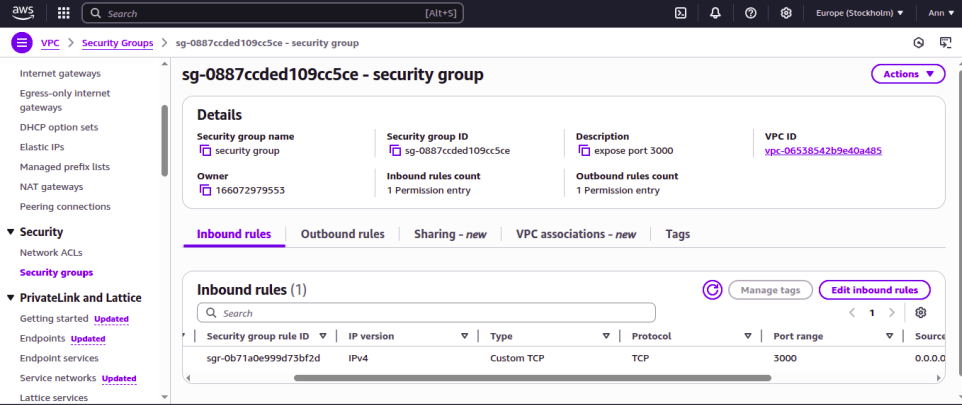 aws
Search [Alt+S] Europe (Stockholm) Ann
VPC > Security Groups > sg-0887ccded109cc5ce - security group
Internet gateways
Egress-only internet
gateways
DHCP option sets
Elastic IPs
Managed prefix lists
NAT gateways
Peering connections
Security
Network ACLs
Security groups
PrivateLink and Lattice
Getting started Updated
Endpoints Updated
Endpoint services
Service networks Updated
Lattice services
sg-0887ccded109cc5ce - security group
Actions
Details
Security group name
security group
Security group ID
sg-0887ccded109cc5ce
Description
expose port 3000
VPC ID
vpc-06538542b9e40a485
Owner
166072979553
Inbound rules count
1 Permission entry
Outbound rules count
1 Permission entry
Inbound rules Outbound rules Sharing - new VPC associations - new Tags
Inbound rules (1)
Manage tags Edit inbound rules
Search
< 1 >
Security group rule ID IP version Type Protocol Port range Source
sgr-0b71a0e999d73bf2d IPv4 Custom TCP TCP 3000 0.0.0.0